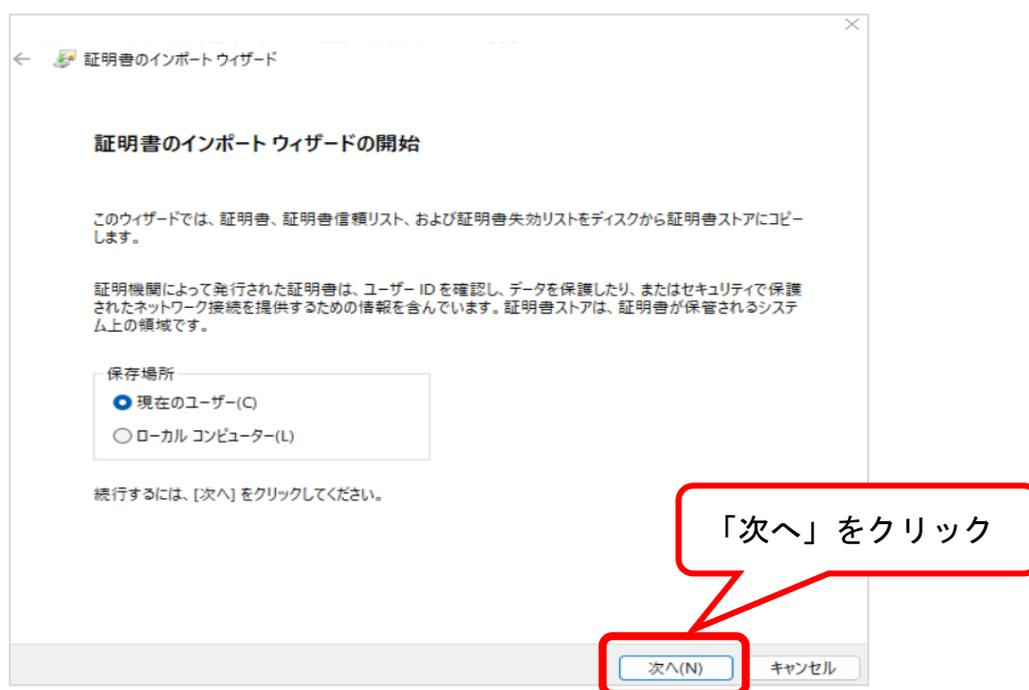 証明書のインポート ウィザード
証明書のインポート ウィザードの開始
このウィザードでは、証明書、証明書信頼リスト、および証明書失効リストをディスクから証明書ストアにコピー
します。
証明機関によって発行された証明書は、ユーザー ID を確認し、データを保護したり、またはセキュリティで保護
されたネットワーク接続を提供するための情報を含んでいます。証明書ストアは、証明書が保管されるシステ
ム上の領域です。
保存場所
現在のユーザー(C)
ローカル コンピューター(L)
続行するには、[次へ] をクリックしてください。
「次へ」をクリック
次へ(N)
キャンセル